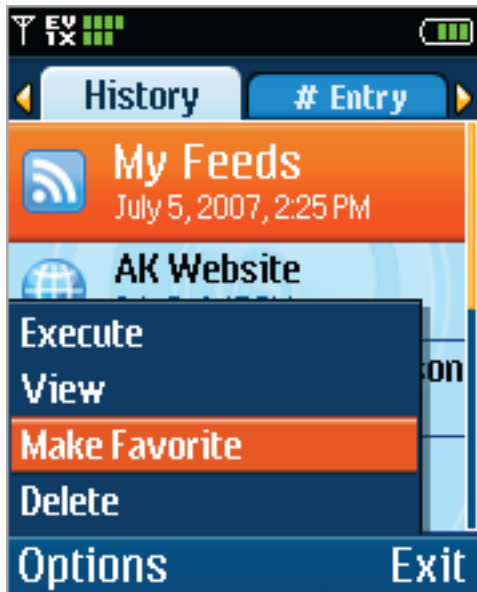 EV
1X
History
# Entry
My Feeds
July 5, 2007, 2:25 PM
AK Website
Execute
on
View
Make Favorite
Delete
Options
Exit